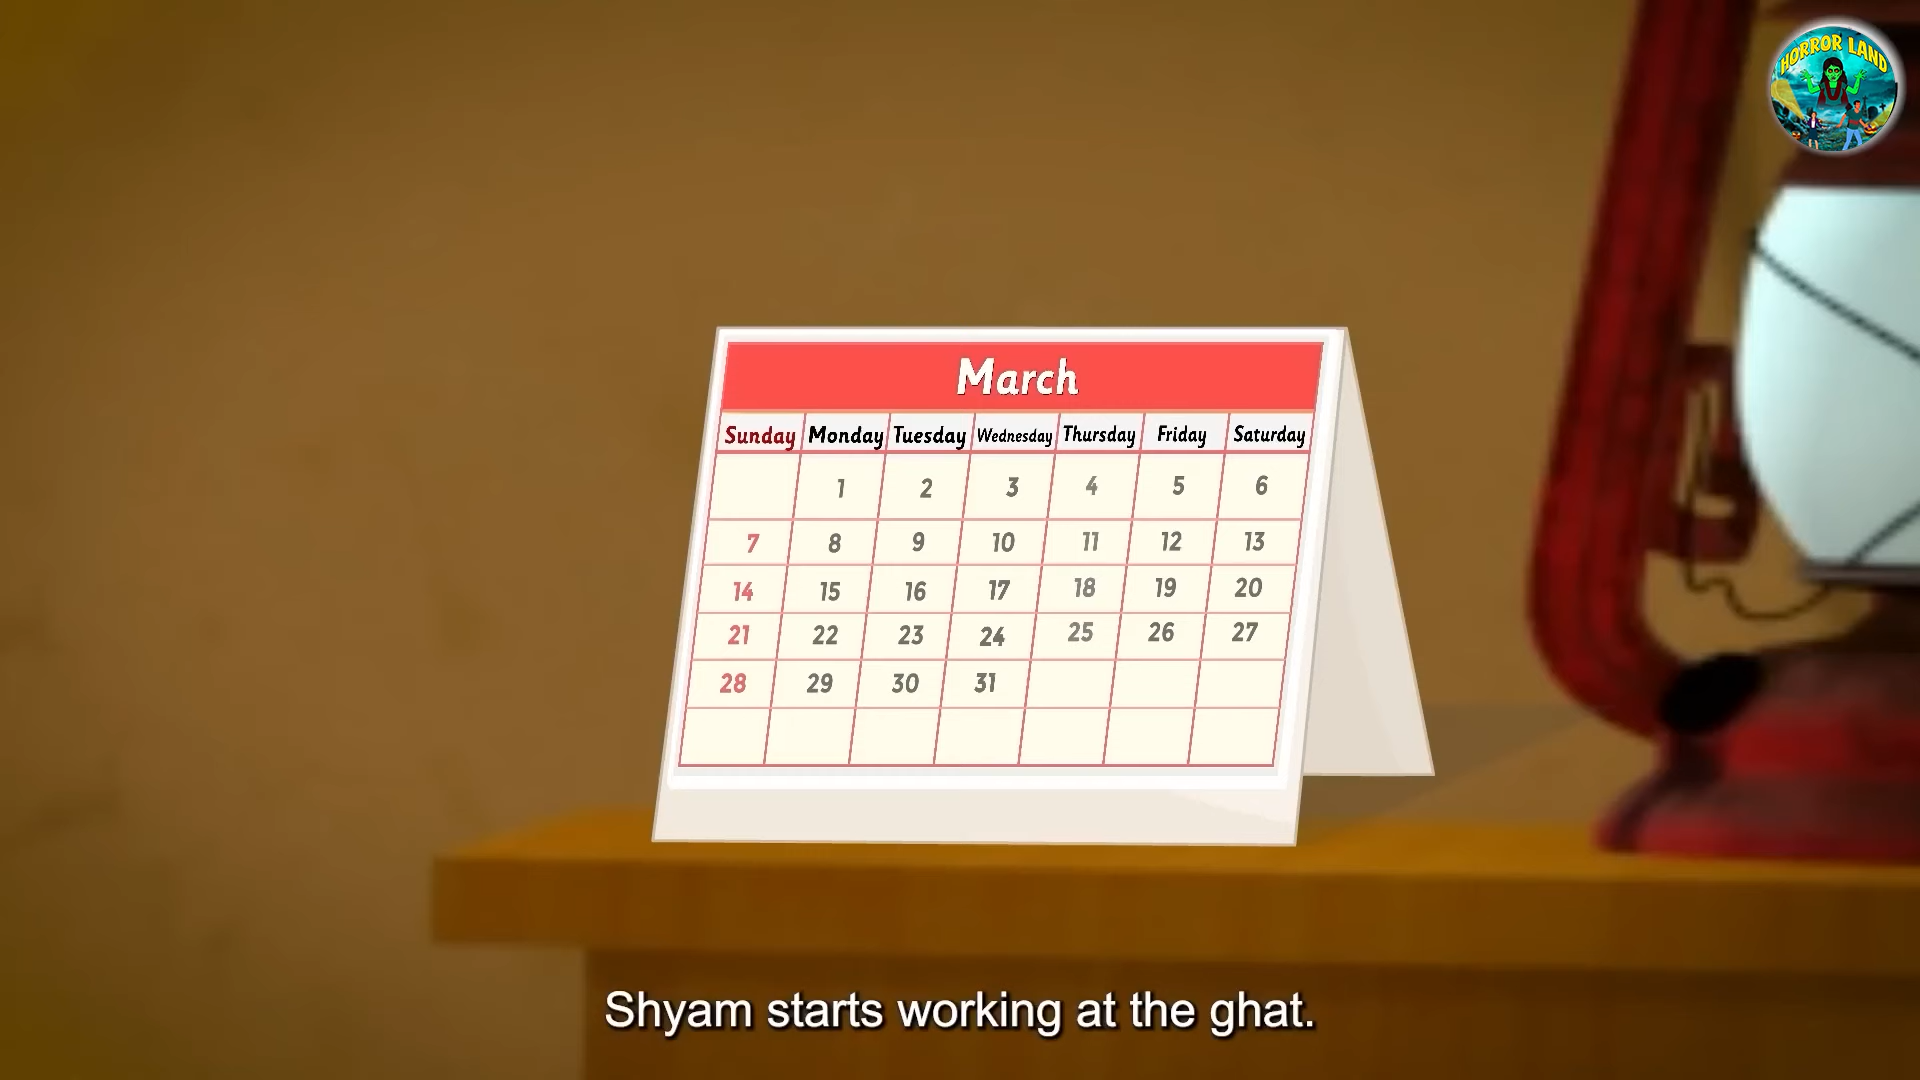 HORROR LAND
March
Sunday Monday Tuesday Wednesday Thursday Friday Saturday
1 2 3 4 5 6
7 8 9 10 11 12 13
14 15 16 17 18 19 20
21 22 23 24 25 26 27
28 29 30 31
Shyam starts working at the ghat.